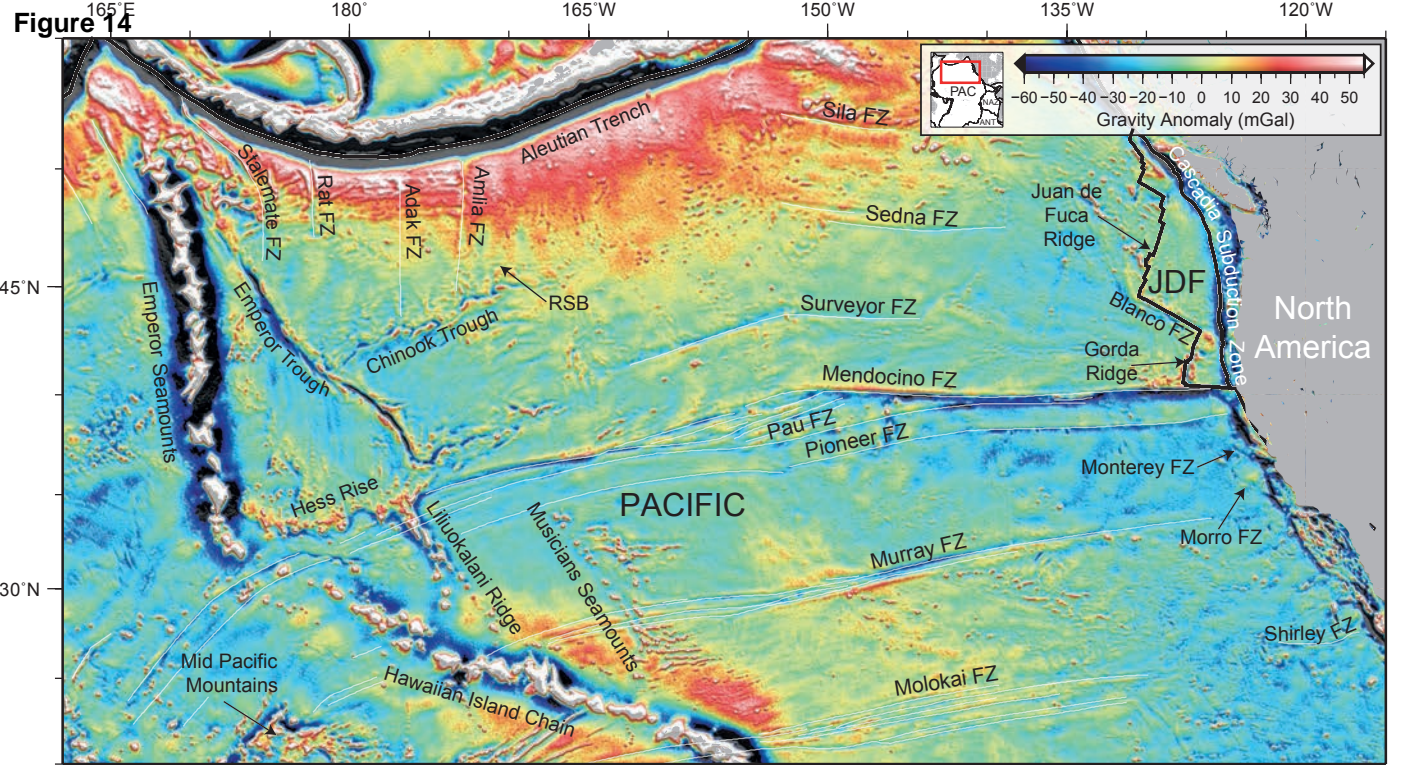 Figure 14
165°E
180°
165°W
150°W
135°W
120°W
PAC
NAZ
ANT
−60 −50 −40 −30 −20 −10 0 10 20 30 40 50
Gravity Anomaly (mGal)
Aleutian Trench
Sila FZ
Stalemate FZ
Rat FZ
Adak FZ
Amlia FZ
Sedna FZ
Juan de
Fuca
Ridge
Cascadia Subduction Zone
JDF
45°N
RSB
Surveyor FZ
Blanco FZ
North
America
Emperor Seamounts
Emperor Trough
Chinook Trough
Gorda
Ridge
Mendocino FZ
Pau FZ
Pioneer FZ
Monterey FZ
Hess Rise
PACIFIC
Morro FZ
Liliuokalani Ridge
Musicians Seamounts
Murray FZ
30°N
Shirley FZ
Mid Pacific
Mountains
Hawaiian Island Chain
Molokai FZ